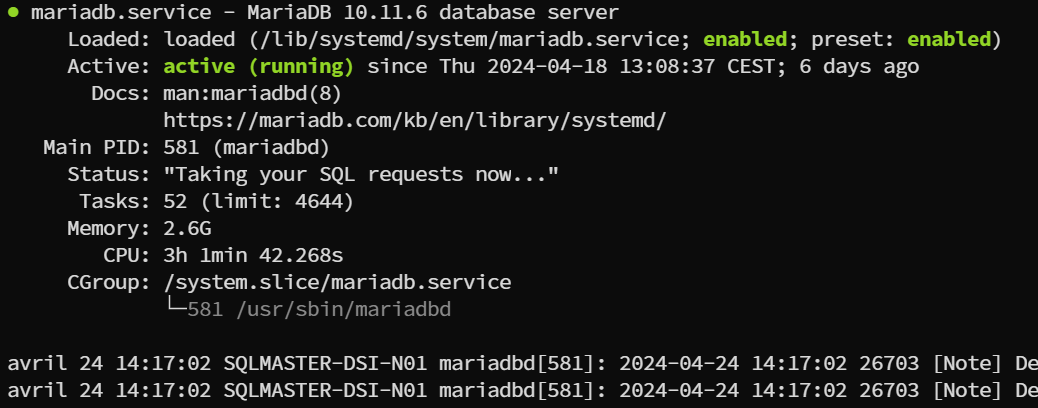 ● mariadb.service - MariaDB 10.11.6 database server
Loaded: loaded (/lib/systemd/system/mariadb.service; enabled; preset: enabled)
Active: active (running) since Thu 2024-04-18 13:08:37 CEST; 6 days ago
Docs: man:mariadbd(8)
https://mariadb.com/kb/en/library/systemd/
Main PID: 581 (mariadbd)
Status: "Taking your SQL requests now..."
Tasks: 52 (limit: 4644)
Memory: 2.6G
CPU: 3h 1min 42.268s
CGroup: /system.slice/mariadb.service
└─581 /usr/sbin/mariadbd
avril 24 14:17:02 SQLMASTER-DSI-N01 mariadbd[581]: 2024-04-24 14:17:02 26703 [Note] De
avril 24 14:17:02 SQLMASTER-DSI-N01 mariadbd[581]: 2024-04-24 14:17:02 26703 [Note] De